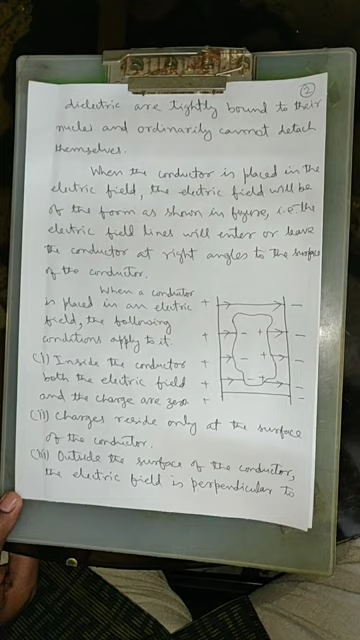 (2)
dielectric are tightly bound to their
nuclei and ordinarily cannot detach
themselves.
When the conductor is placed in the
electric field, the electric field will be
of the form as shown in figure, i.e. the
electric field lines will enter or leave
the conductor at right angles to the surface
of the conductor.
When a conductor
is placed in an electric
field, the following
conditions apply to it.
(i) Inside the conductor
both the electric field
and the charge are zero
(ii) Charges reside only at the surface
of the conductor.
(iii) Outside the surface of the conductor,
the electric field is perpendicular to
+ −
+ − + −
+ − + −
+ − + −
+ −